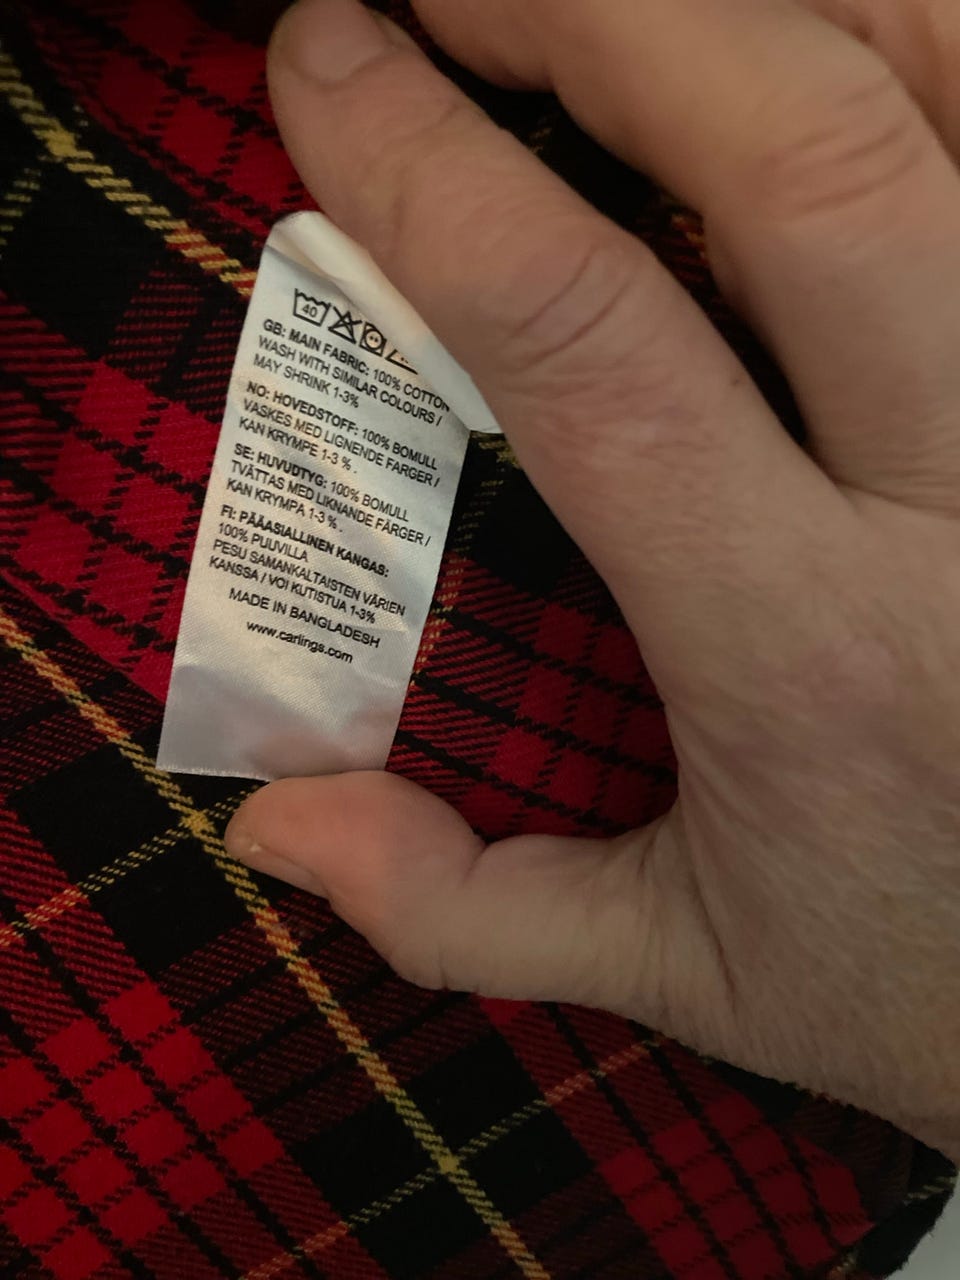 40
GB: MAIN FABRIC: 100% COTTON
WASH WITH SIMILAR COLOURS /
MAY SHRINK 1-3%
NO: HOVEDSTOFF: 100% BOMULL
VASKES MED LIGNENDE FARGER /
KAN KRYMPE 1-3 % .
SE: HUVUDTYG: 100% BOMULL
TVÄTTAS MED LIKNANDE FÄRGER /
KAN KRYMPA 1-3 % .
FI: PÄÄASIALLINEN KANGAS:
100% PUUVILLA
PESU SAMANKALTAISTEN VÄRIEN
KANSSA / VOI KUTISTUA 1-3%
MADE IN BANGLADESH
www.carlings.com